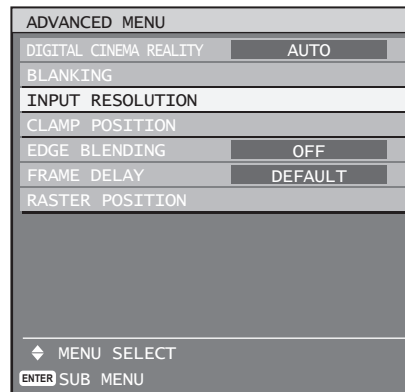 ADVANCED MENU
DIGITAL CINEMA REALITY AUTO
BLANKING
INPUT RESOLUTION
CLAMP POSITION
EDGE BLENDING OFF
FRAME DELAY DEFAULT
RASTER POSITION
MENU SELECT
ENTER SUB MENU